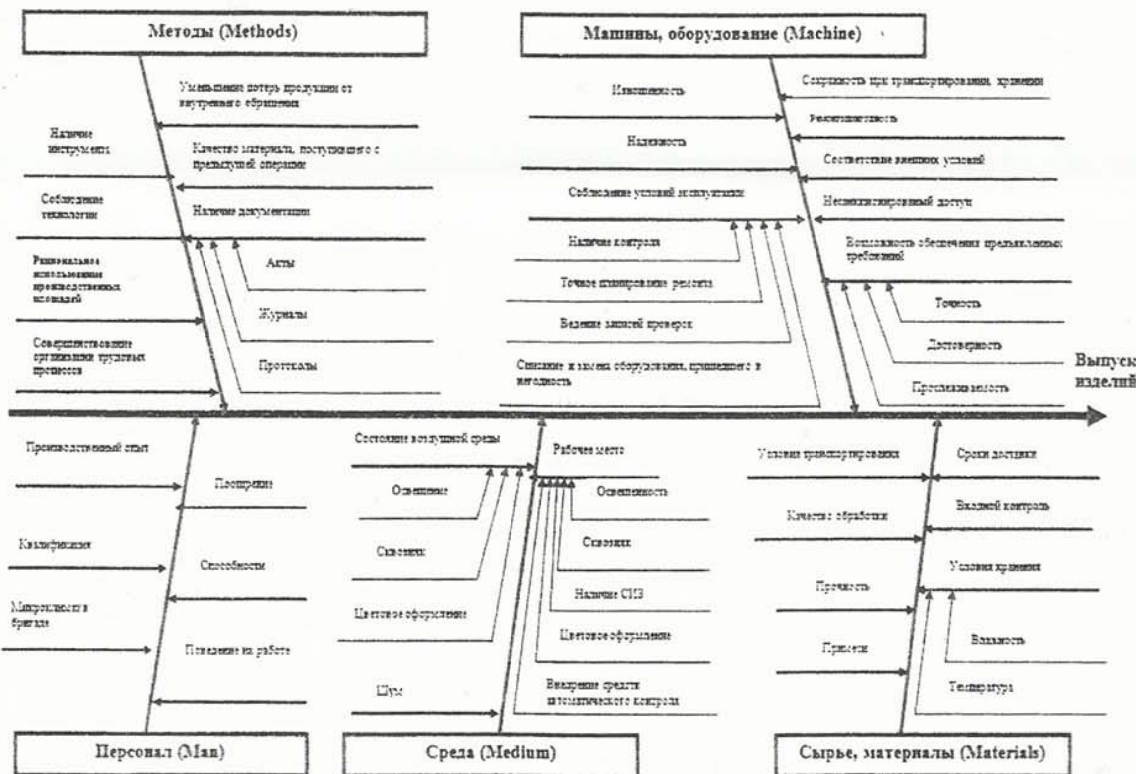 Методы (Methods)
Машины, оборудование (Machine)
Уменьшение потерь продукции от
внутреннего обращения
Наличие
инструмента
Качество материала, поступившего с
предыдущей операции
Соблюдение
технологии
Наличие документации
Рациональное
использование
производственных
площадей
Акты
Журналы
Совершенствование
организации трудовых
процессов
Протоколы
Изношенность
Сохранность при транспортировании, хранении
Надежность
Соответствие внешних условий
Соблюдение условий эксплуатации
Несанкционированный доступ
Наличие контроля
Возможность обеспечения предъявленных
требований
Точное планирование ремонта
Точность
Ведение записей проверок
Достоверность
Списание и замена оборудования, пришедшего в
негодность
Прослеживаемость
Выпуск
изделий
Производственный опыт
Поощрение
Квалификация
Способности
Микроклимат в
бригаде
Поведение на работе
Состояние воздушной среды
Рабочее место
Освещение
Освещенность
Сквозняк
Сквозняк
Наличие СИЗ
Цветовое оформление
Цветовое оформление
Шум
Внедрение средств
автоматического контроля
Условия транспортирования
Сроки доставки
Качество обработки
Входной контроль
Прочность
Условия хранения
Примеси
Влажность
Температура
Персонал (Man)
Среда (Medium)
Сырье, материалы (Materials)